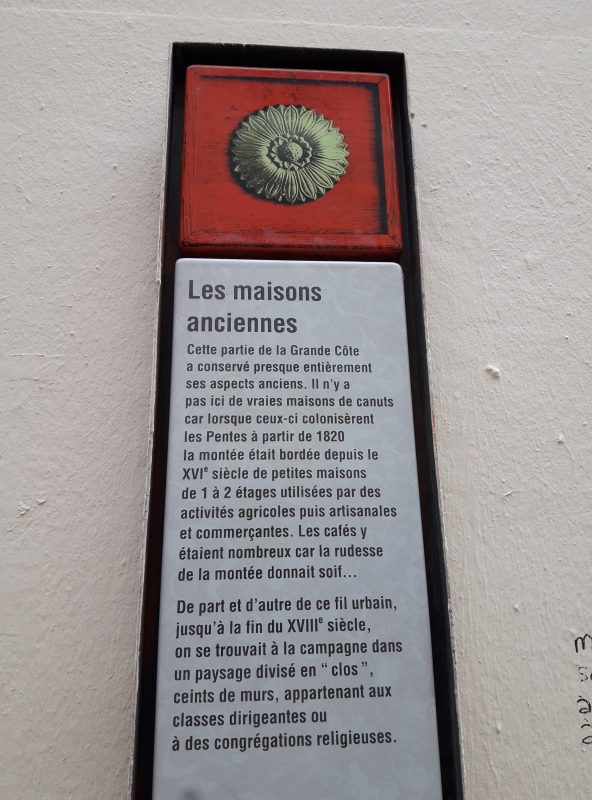 Les maisons
anciennes
Cette partie de la Grande Côte
a conservé presque entièrement
ses aspects anciens. Il n'y a
pas ici de vraies maisons de canuts
car lorsque ceux-ci colonisèrent
les Pentes à partir de 1820
la montée était bordée depuis le
XVIe siècle de petites maisons
de 1 à 2 étages utilisées par des
activités agricoles puis artisanales
et commerçantes. Les cafés y
étaient nombreux car la rudesse
de la montée donnait soif...
De part et d'autre de ce fil urbain,
jusqu'à la fin du XVIIIe siècle,
on se trouvait à la campagne dans
un paysage divisé en “ clos ”,
ceints de murs, appartenant aux
classes dirigeantes ou
à des congrégations religieuses.